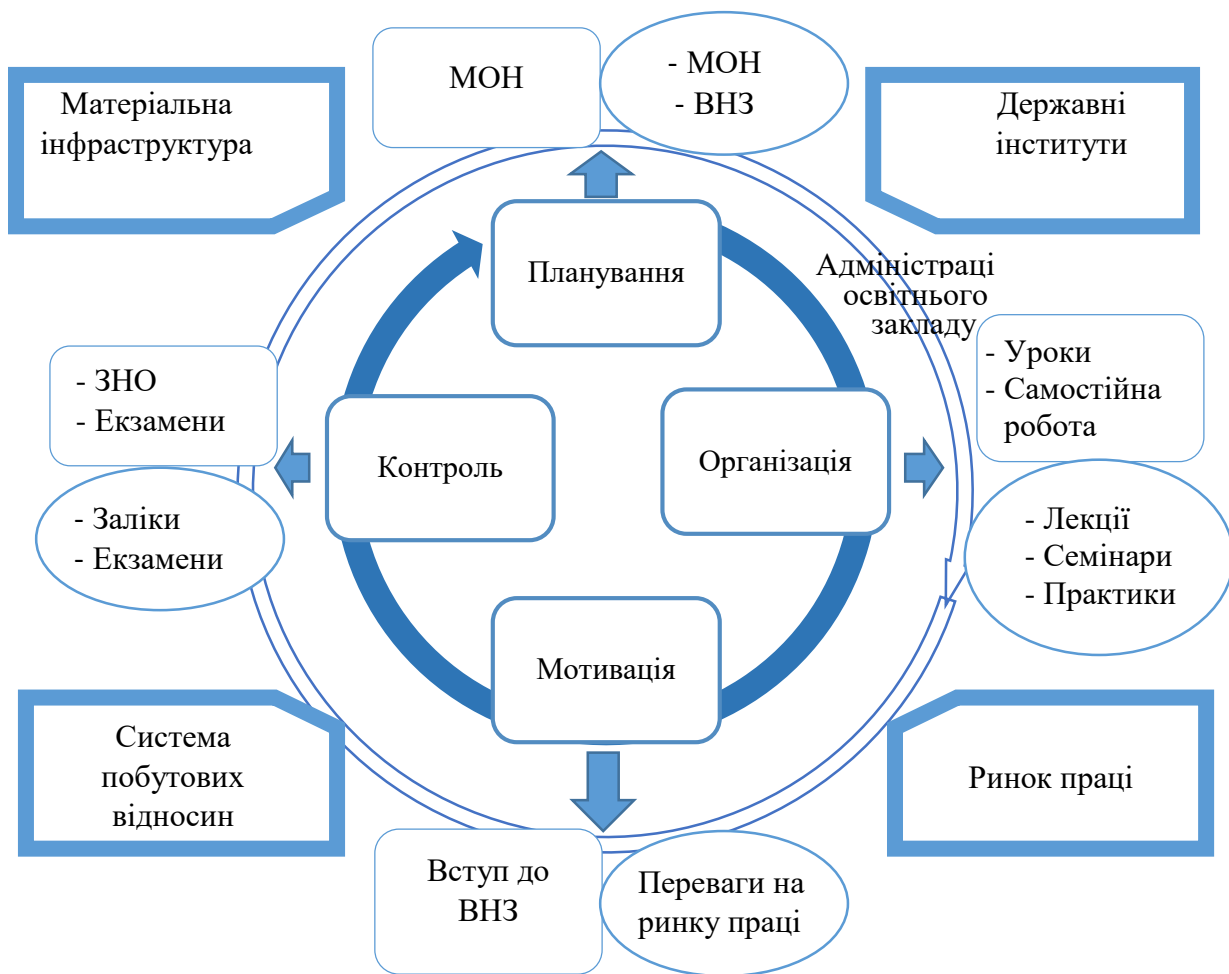 Матеріальна
інфраструктура
МОН
- МОН
- ВНЗ
Державні
інститути
Планування
Адміністраці
освітнього
закладу
- ЗНО
- Екзамени
- Уроки
- Самостійна
робота
Контроль
Організація
- Заліки
- Екзамени
- Лекції
- Семінари
- Практики
Мотивація
Система
побутових
відносин
Ринок праці
Вступ до
ВНЗ
Переваги на
ринку праці